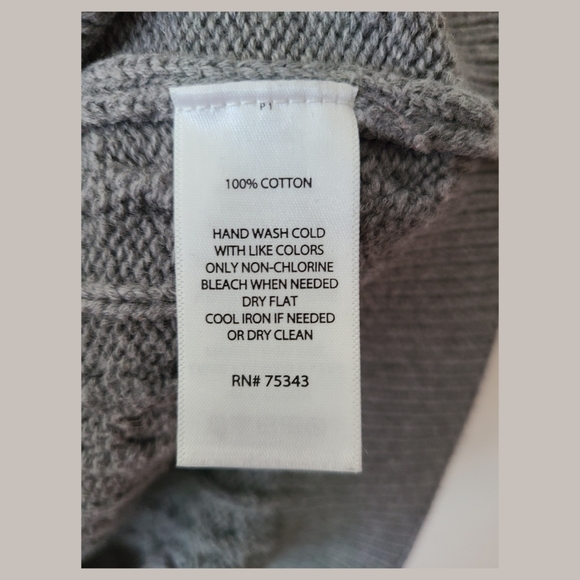 P1
100% COTTON
HAND WASH COLD
WITH LIKE COLORS
ONLY NON-CHLORINE
BLEACH WHEN NEEDED
DRY FLAT
COOL IRON IF NEEDED
OR DRY CLEAN
RN# 75343